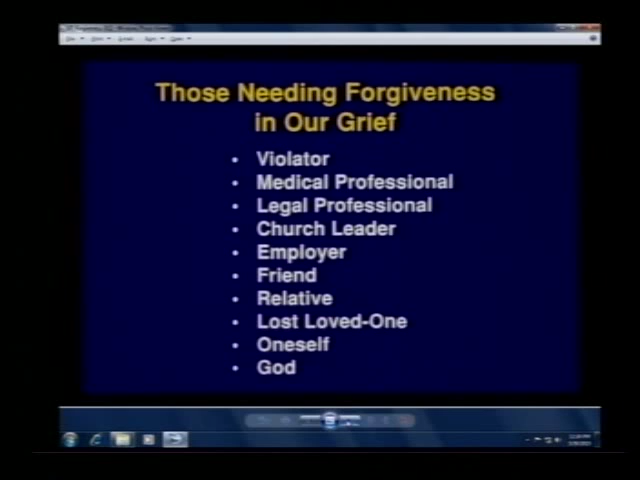 Those Needing Forgiveness
in Our Grief
• Violator
• Medical Professional
• Legal Professional
• Church Leader
• Employer
• Friend
• Relative
• Lost Loved-One
• Oneself
• God